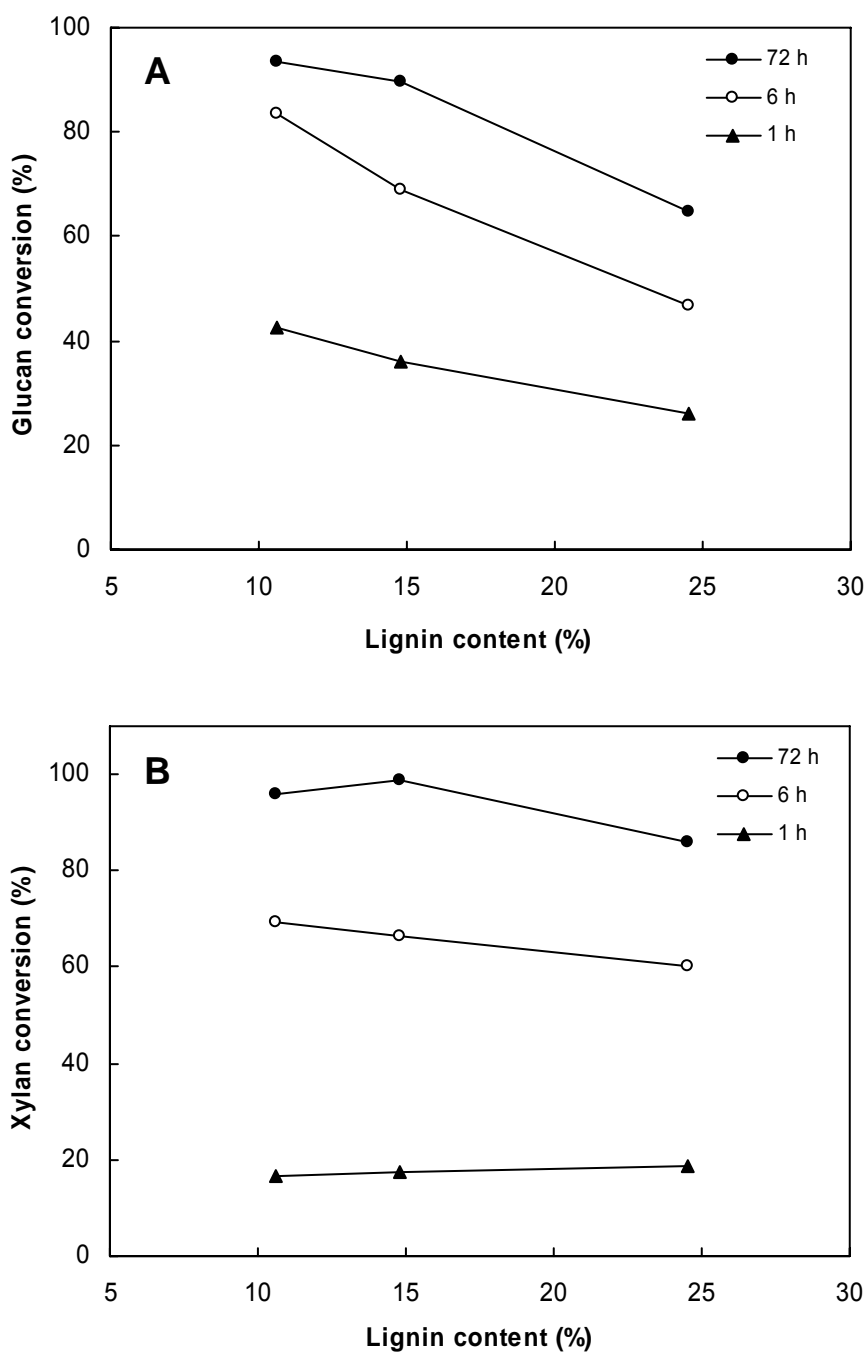 A
72 h
6 h
1 h
100
80
60
40
20
0
Glucan conversion (%)
5 10 15 20 25 30
Lignin content (%)
B
72 h
6 h
1 h
100
80
60
40
20
0
Xylan conversion (%)
5 10 15 20 25 30
Lignin content (%)